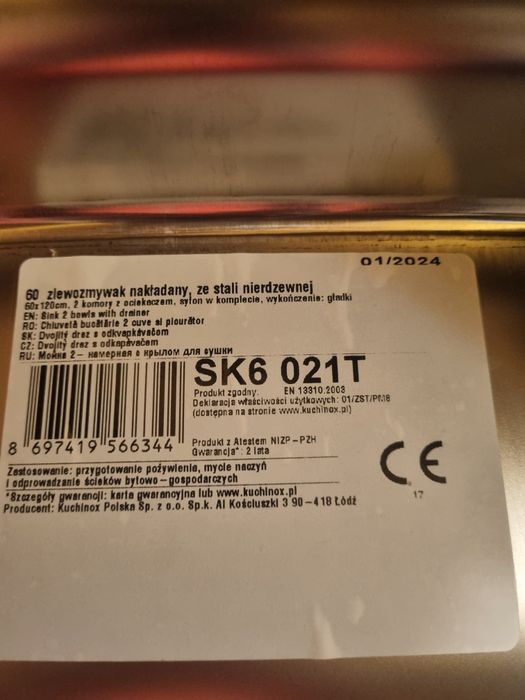 01/2024
60 zlewozmywak nakładany, ze stali nierdzewnej
60x120cm. 2 komory z ociekaczem, syfon w komplecie, wykończenie: gładki
EN: Sink 2 bowls with drainer
RO: Chiuvetă bucătărie 2 cuve si picurător
SK: Dvojitý drez s odkvapkávačom
CZ: Dvojitý drez s odkapávačem
RU: Мойка 2- камерная с крылом для сушки
SK6 021T
Produkt zgodny: EN 13310:2003
Deklaracja właściwości użytkowych: 01/ZST/PM8
(dostępna na stronie www.kuchinox.pl)
8 697419 566344
Produkt z Atestem NIZP-PZH
Gwarancja*: 2 lata
CE
17
Zastosowanie: przygotowanie pożywienia, mycie naczyń
i odprowadzanie ścieków bytowo-gospodarczych
*Szczegóły gwarancji: karta gwarancyjna lub www.kuchinox.pl
Producent: Kuchinox Polska Sp. z o.o. Sp.k. Al Kościuszki 3 90-418 Łódź